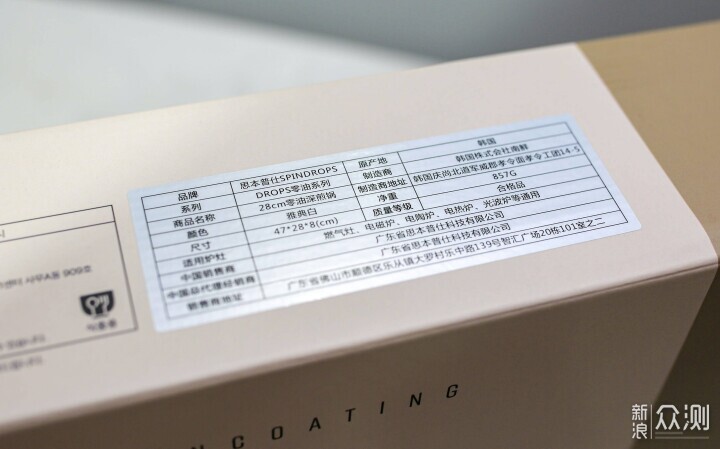 品牌 思本普仕SPINDROPS 原产地 韩国
系列 DROPS零油系列 制造商 韩国株式会社南鲜
商品名称 28cm零油深煎锅 制造商地址 韩国庆尚北道军威郡孝令面孝令工团14-5
颜色 雅典白 净重 857G
尺寸 47*28*8(cm) 质量等级 合格品
适用炉灶 燃气灶、电磁炉、电陶炉、电热炉、光波炉等通用
中国销售商 广东省思本普仕科技有限公司
中国总代理经销商 广东省思本普仕科技有限公司
销售商地址 广东省佛山市顺德区乐从镇大罗村乐中路139号智汇广场20栋101室之二
909호
식품용
N COATING
新浪 众测